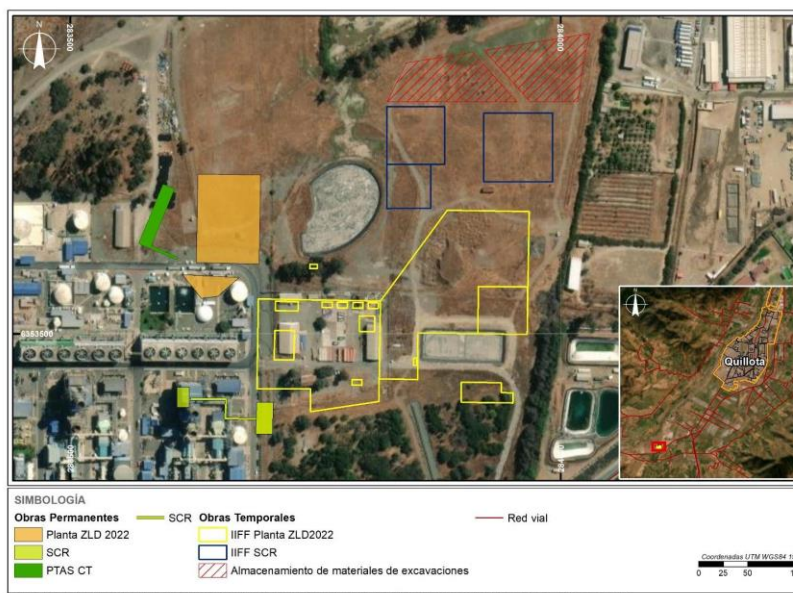 N
283500
284000
6353500
N
Quillota
SIMBOLOGÍA
Obras Permanentes
SCR
Obras Temporales
Red vial
Planta ZLD 2022
IIFF Planta ZLD2022
SCR
IIFF SCR
PTAS CT
Almacenamiento de materiales de excavaciones
Coordenadas UTM WGS84
0 25 50